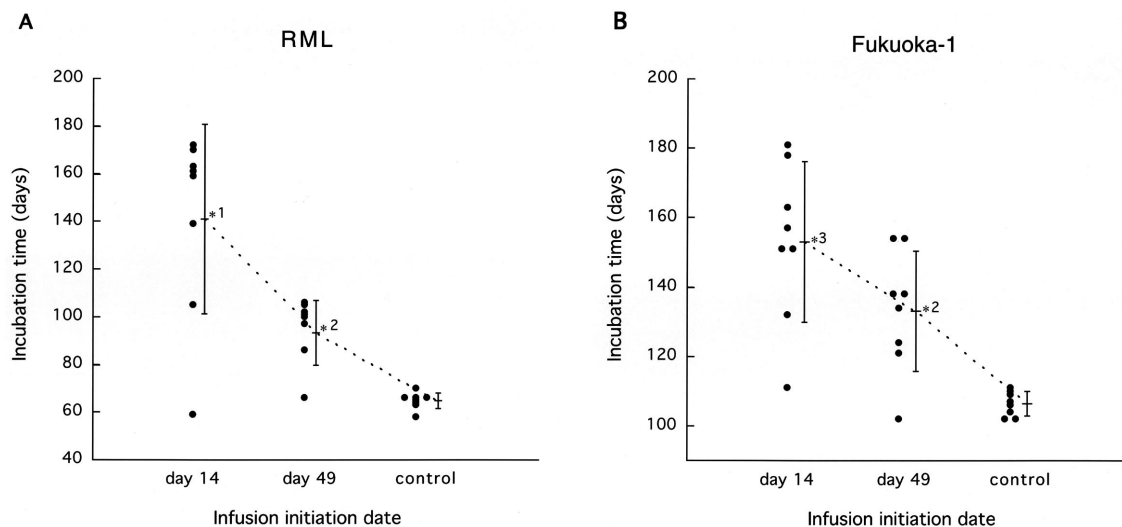 A
RML
Incubation time (days)
200
180
160
140
120
100
80
60
40
*1
*2
day 14
day 49
control
Infusion initiation date
B
Fukuoka-1
Incubation time (days)
200
180
160
140
120
100
*3
*2
day 14
day 49
control
Infusion initiation date